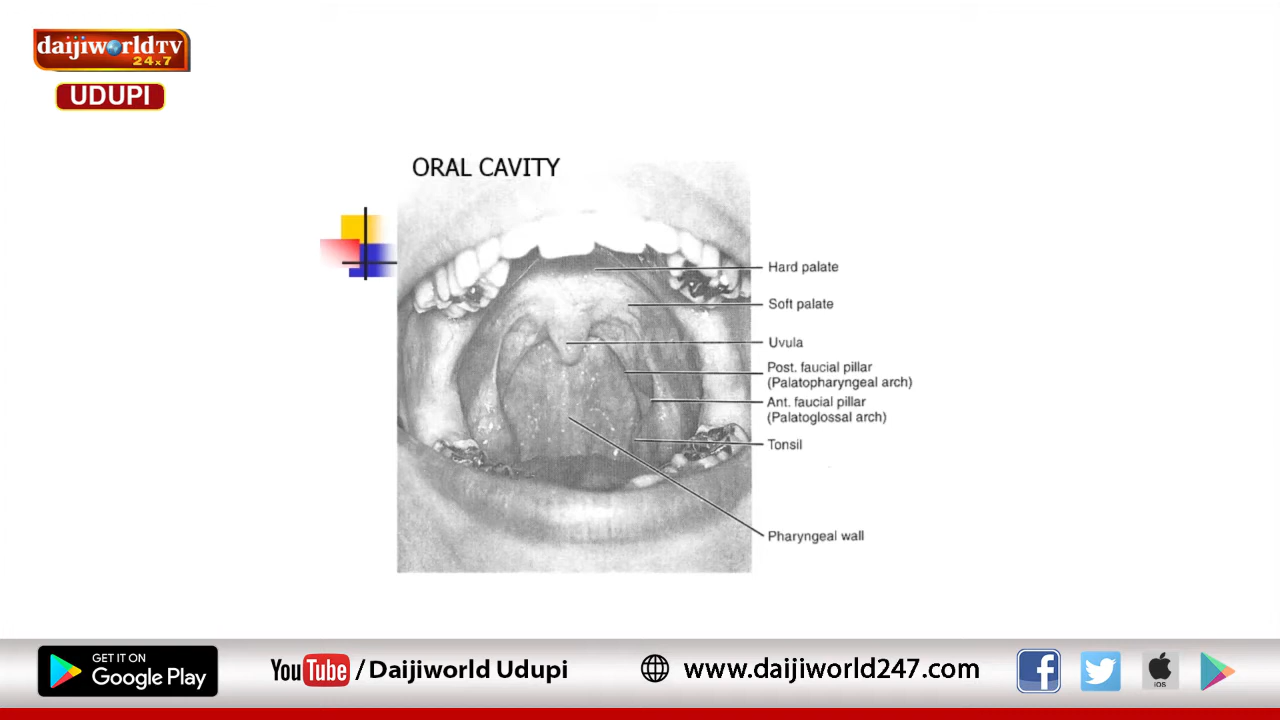 daijiworldTV
24x7
UDUPI
ORAL CAVITY
Hard palate
Soft palate
Uvula
Post. faucial pillar
(Palatopharyngeal arch)
Ant. faucial pillar
(Palatoglossal arch)
Tonsil
Pharyngeal wall
GET IT ON
Google Play
YouTube / Daijiworld Udupi
www.daijiworld247.com
iOS